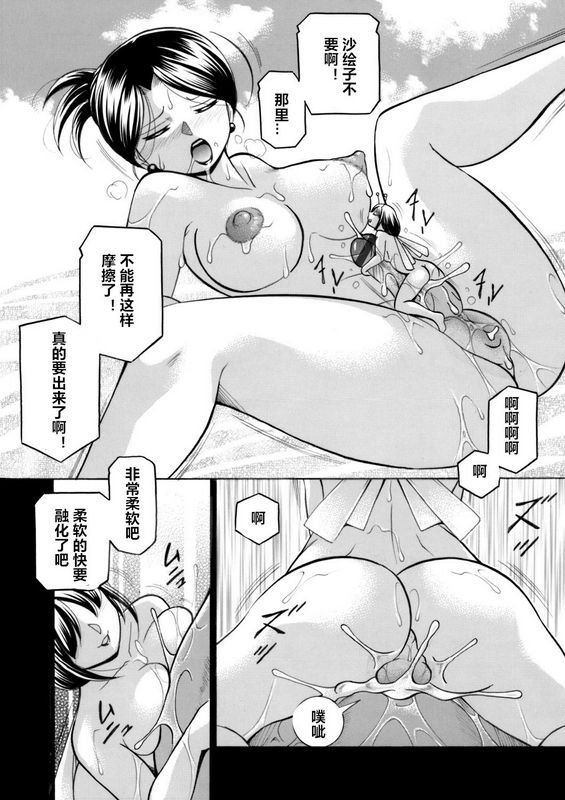 沙绘子不
要啊！
那里…
不能再这样
摩擦了！
真的要出来了啊！
啊啊啊啊
啊
啊
噗呲
非常柔软吧
柔软的快要
融化了吧